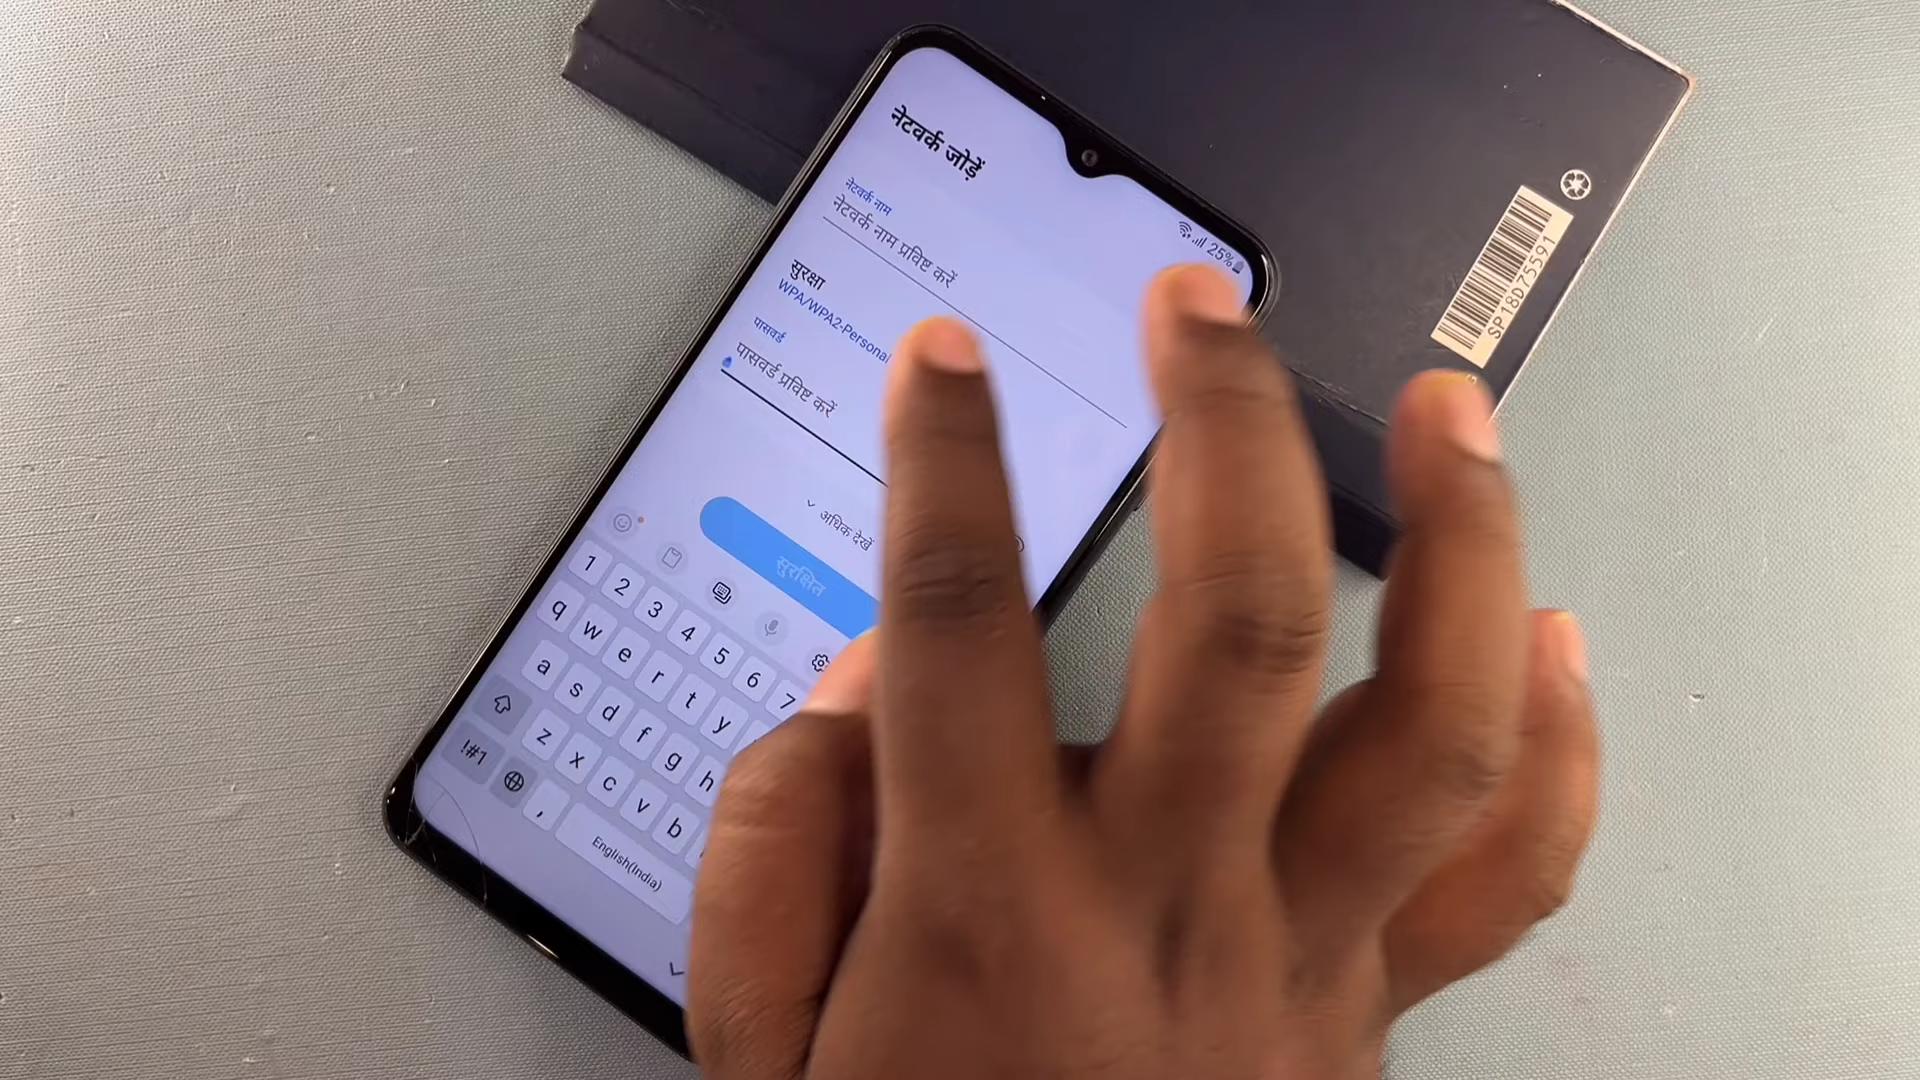 नेटवर्क जोड़ें
25%
नेटवर्क नाम
नेटवर्क नाम प्रविष्ट करें
सुरक्षा
WPA/WPA2-Personal
पासवर्ड
पासवर्ड प्रविष्ट करें
अधिक देखें
सुरक्षित
1 2 3 4 5 6 7
q w e r t y
a s d f g h
z x c v b
!#1 ,
English(India)
SP18D75591